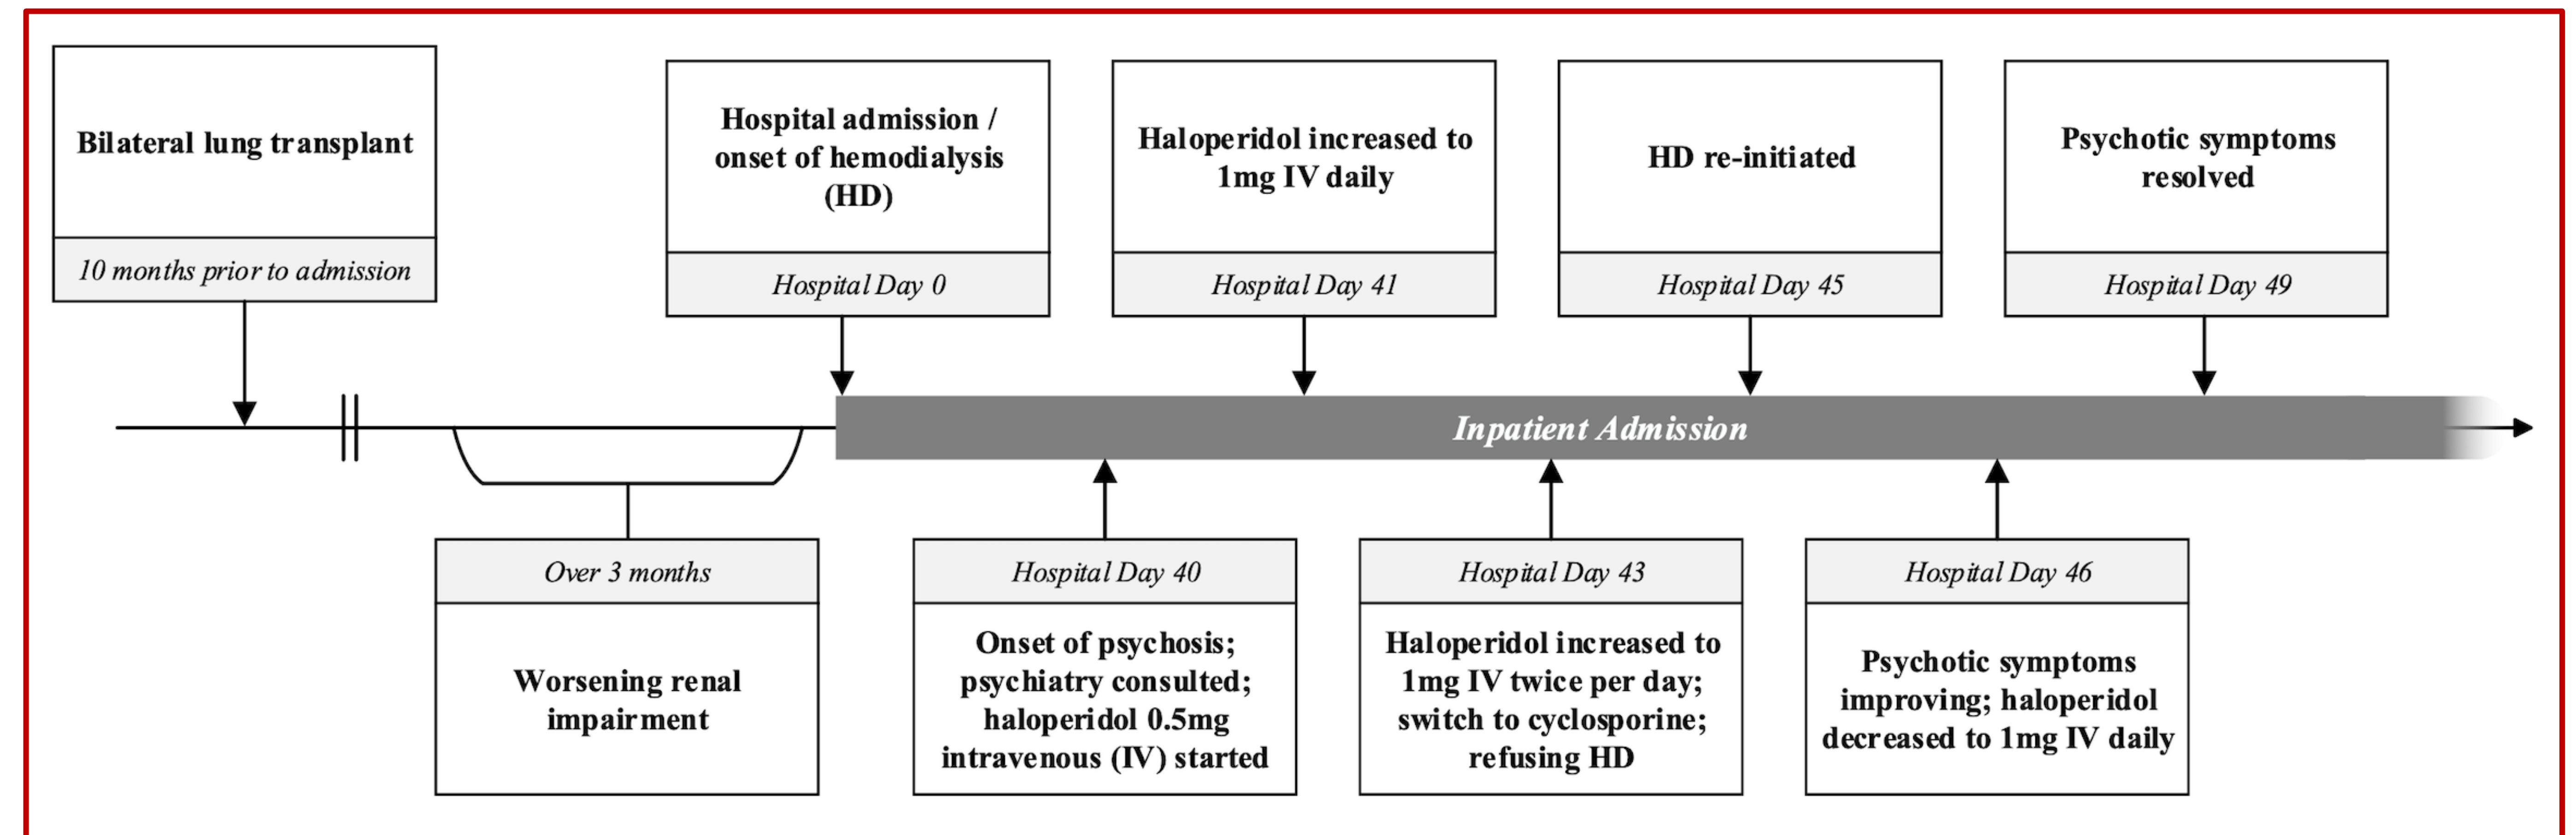 Bilateral lung transplant
10 months prior to admission
Hospital admission /
onset of hemodialysis
(HD)
Hospital Day 0
Haloperidol increased to
1mg IV daily
Hospital Day 41
HD re-initiated
Hospital Day 45
Psychotic symptoms
resolved
Hospital Day 49
Inpatient Admission
Over 3 months
Worsening renal
impairment
Hospital Day 40
Onset of psychosis;
psychiatry consulted;
haloperidol 0.5mg
intravenous (IV) started
Hospital Day 43
Haloperidol increased to
1mg IV twice per day;
switch to cyclosporine;
refusing HD
Hospital Day 46
Psychotic symptoms
improving; haloperidol
decreased to 1mg IV daily